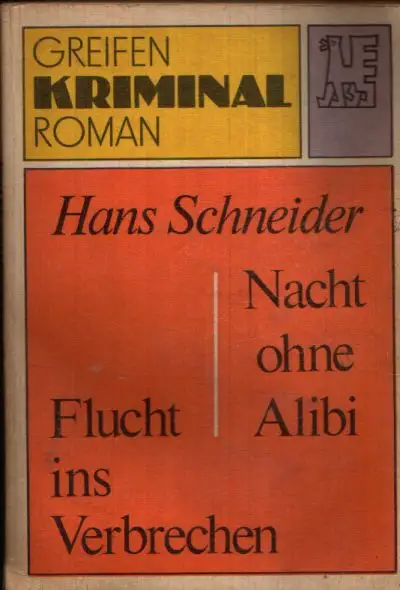 GREIFEN
KRIMINAL
ROMAN
Hans Schneider
Nacht
ohne
Alibi
Flucht
ins
Verbrechen